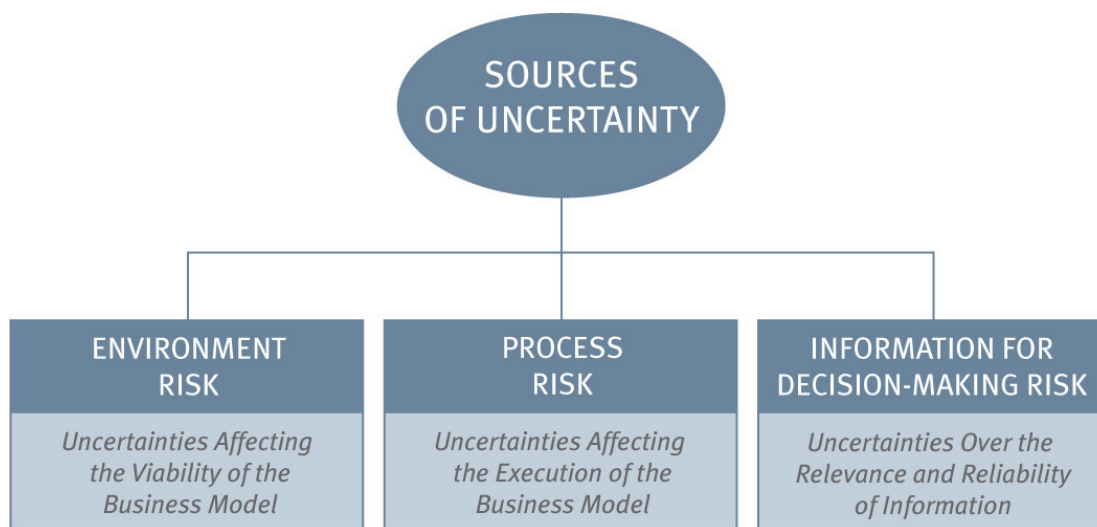 SOURCES
OF UNCERTAINTY
ENVIRONMENT
RISK
Uncertainties Affecting
the Viability of the
Business Model
PROCESS
RISK
Uncertainties Affecting
the Execution of the
Business Model
INFORMATION FOR
DECISION-MAKING RISK
Uncertainties Over the
Relevance and Reliability
of Information